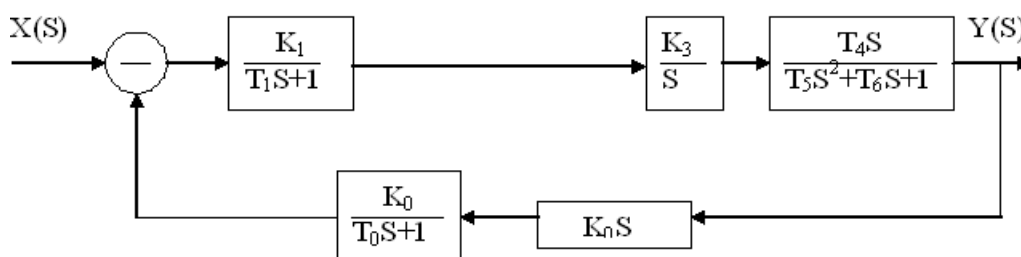 X(S)
—
K₁
T₁S+1
K₃
S
T₄S
T₅S²+T₆S+1
Y(S)
K₀
T₀S+1
K₀S